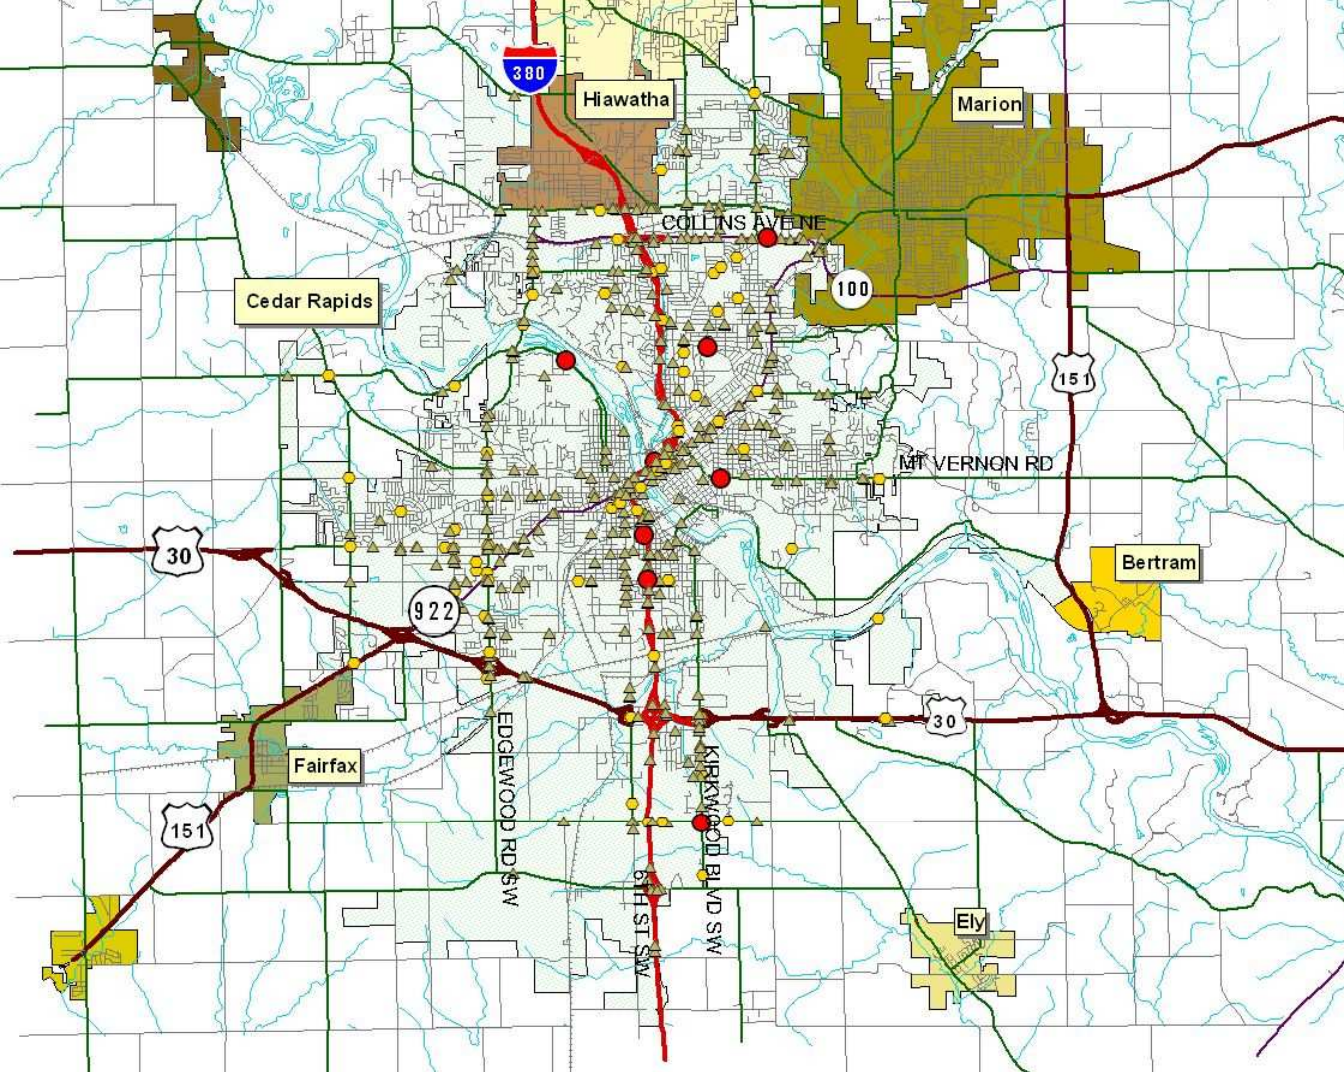 380
Hiawatha
Marion
COLLINS AVE NE
Cedar Rapids
100
151
MT VERNON RD
30
Bertram
922
30
Fairfax
151
EDGEWOOD RD SW
KIRKWOOD BLVD SW
6TH ST SW
Ely